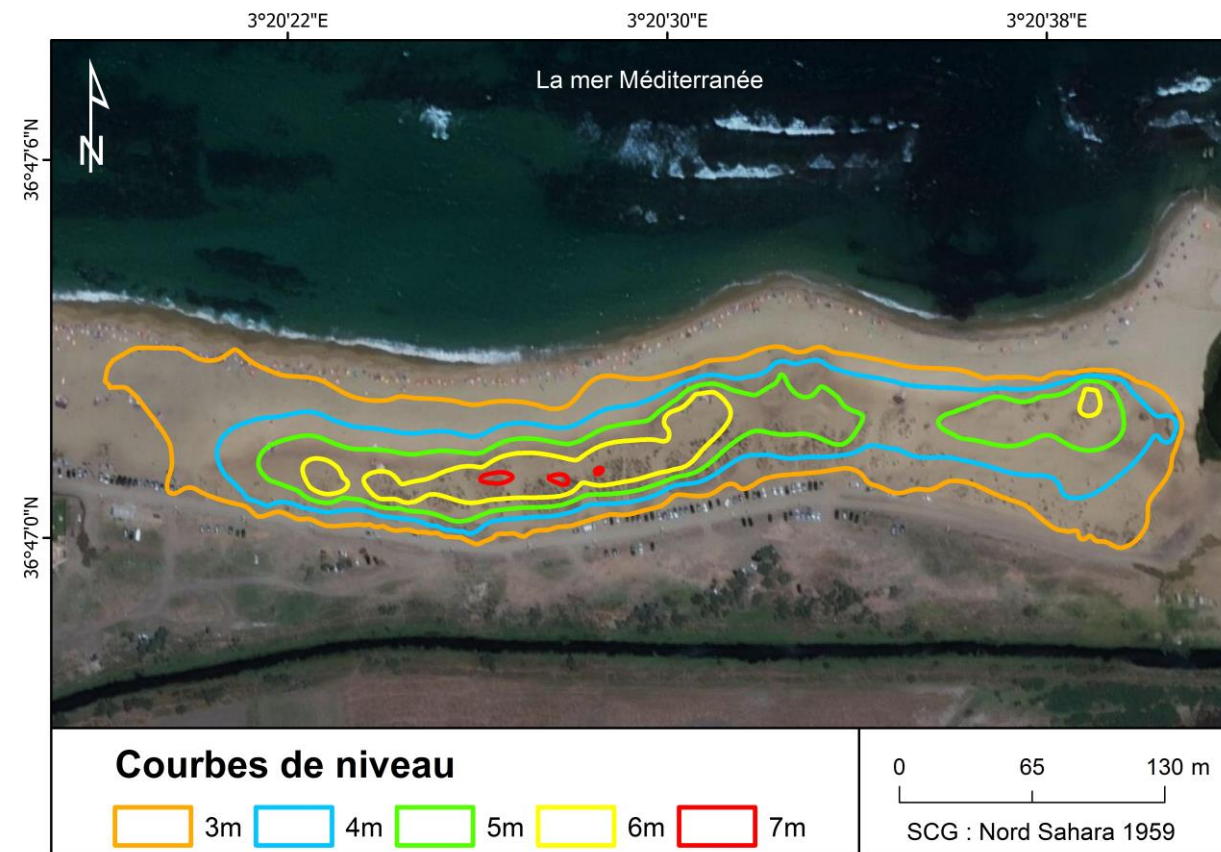 3°20'22"E 3°20'30"E 3°20'38"E
La mer Méditerranée
N
36°47'6"N
36°47'0"N
Courbes de niveau
3m 4m 5m 6m 7m
0 65 130 m
SCG : Nord Sahara 1959